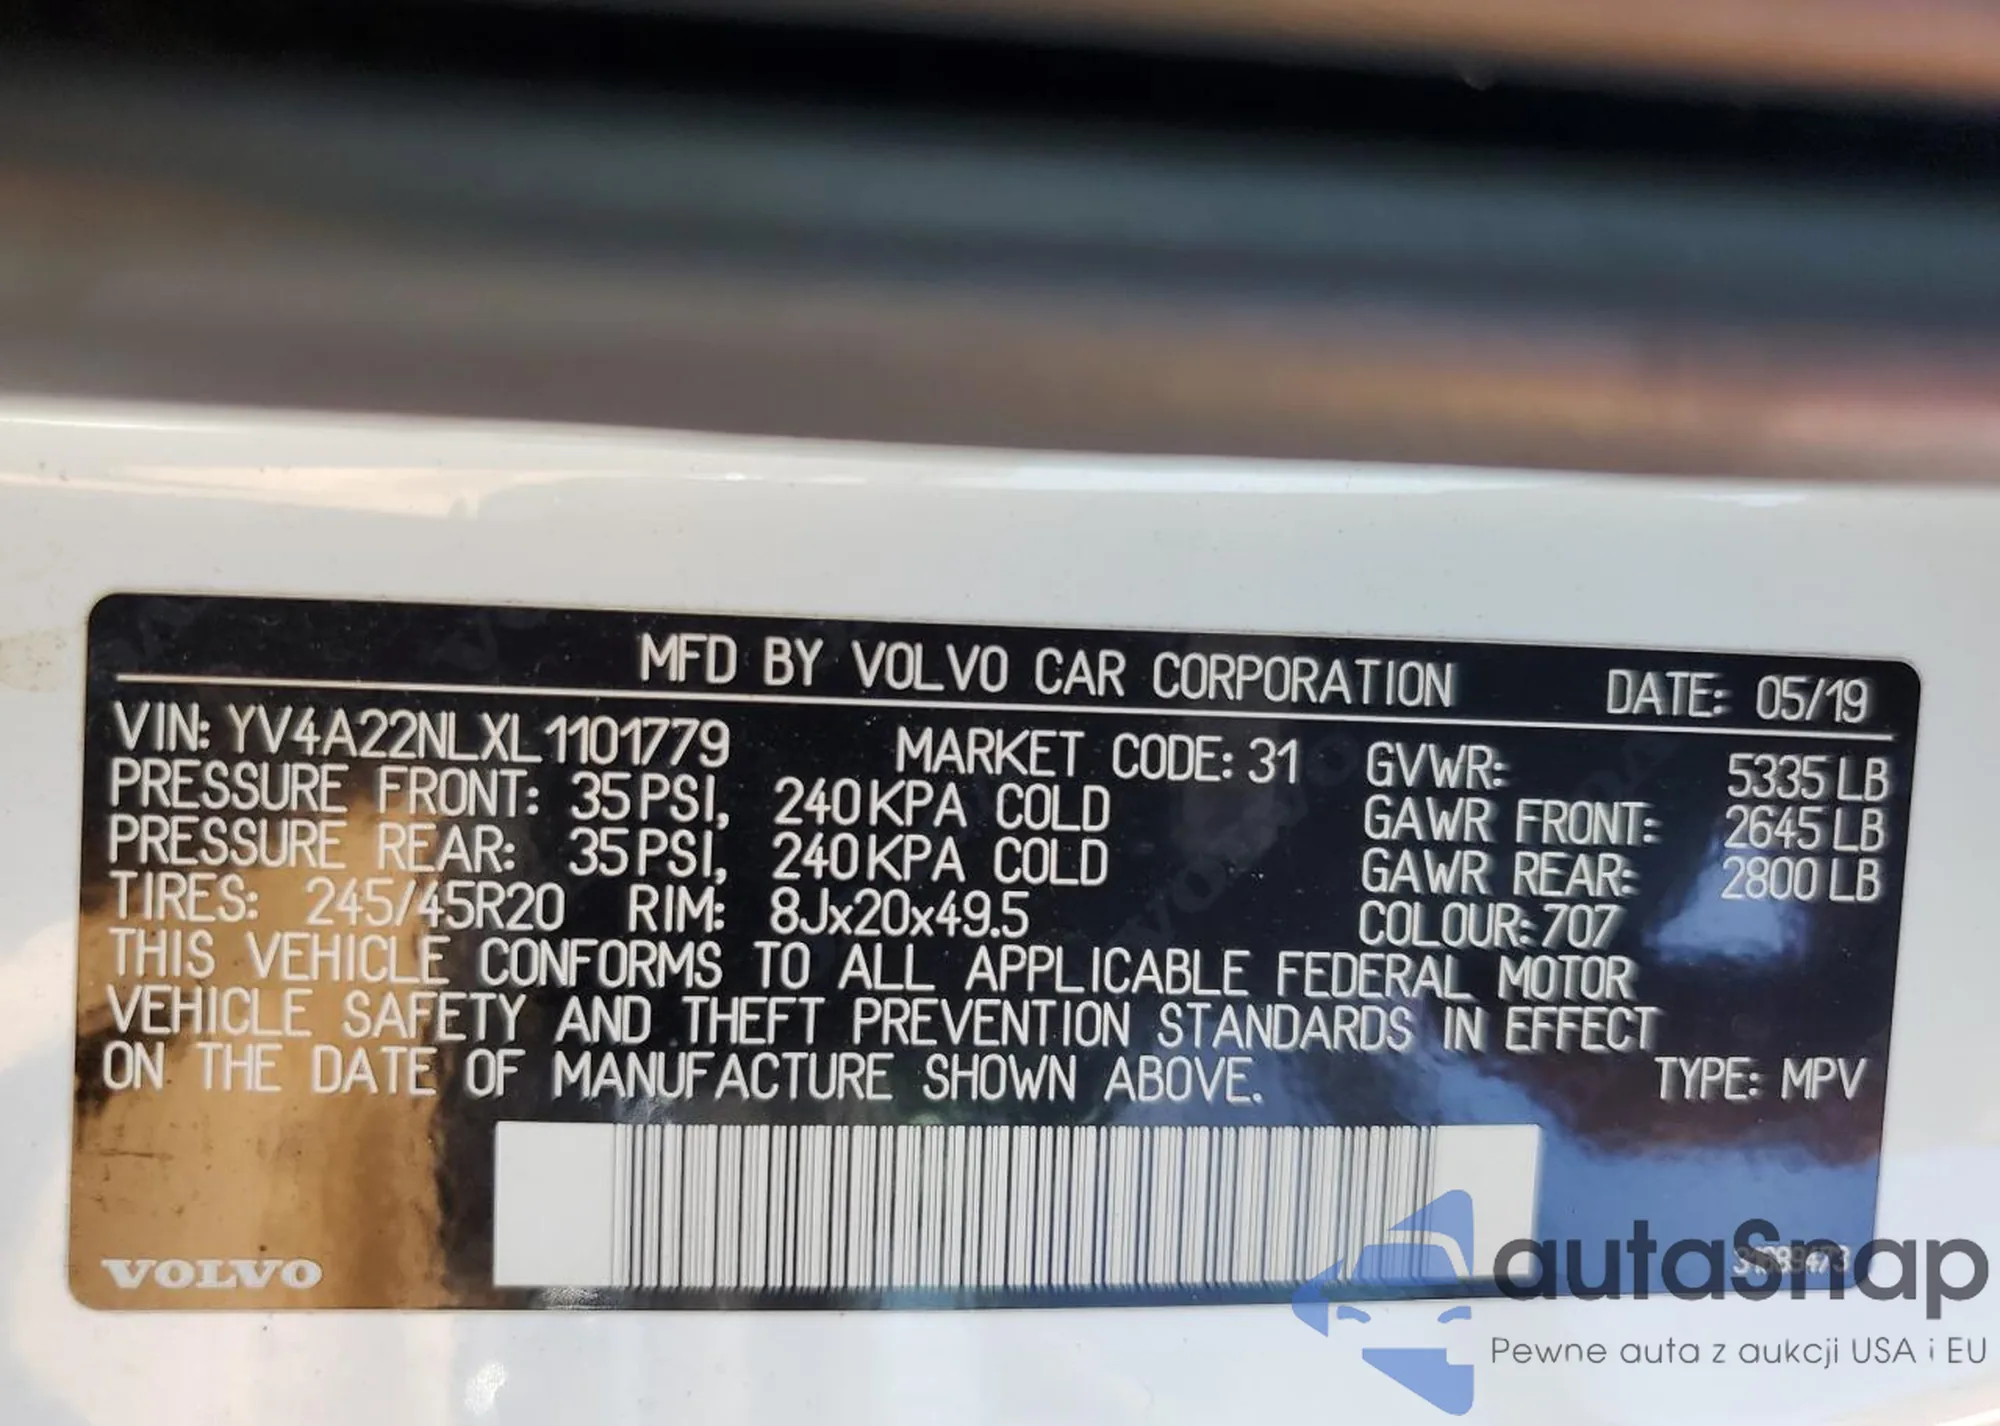 MFD BY VOLVO CAR CORPORATION DATE: 05/19
VIN: YV4A22NLXL1101779 MARKET CODE: 31 GVWR: 5335 LB
PRESSURE FRONT: 35 PSI, 240 KPA COLD GAWR FRONT: 2645 LB
PRESSURE REAR: 35 PSI, 240 KPA COLD GAWR REAR: 2800 LB
TIRES: 245/45R20 RIM: 8Jx20x49.5 COLOUR: 707
THIS VEHICLE CONFORMS TO ALL APPLICABLE FEDERAL MOTOR
VEHICLE SAFETY AND THEFT PREVENTION STANDARDS IN EFFECT
ON THE DATE OF MANUFACTURE SHOWN ABOVE. TYPE: MPV
VOLVO
autaSnap
Pewne auta z aukcji USA i EU